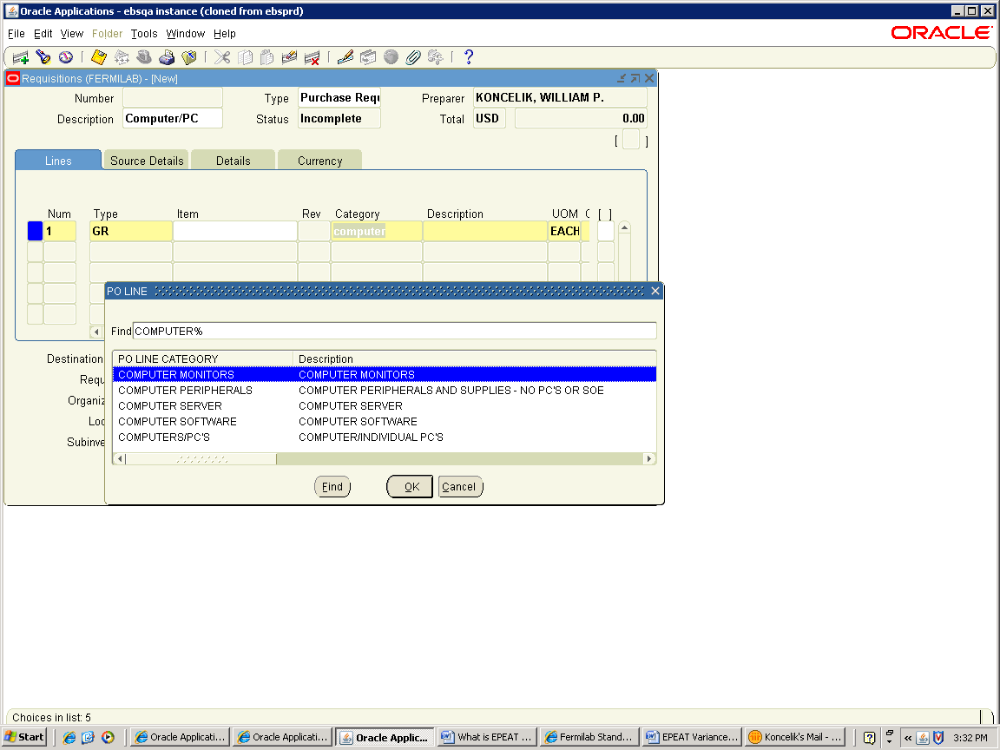 Oracle Applications - ebsqa instance (cloned from ebsprd)
File Edit View Folder Tools Window Help
ORACLE
Requisitions (FERMILAB) - [New]
Number Type Purchase Requ Preparer KONCELIK, WILLIAM P.
Description Computer/PC Status Incomplete Total USD 0.00
[ ]
Lines Source Details Details Currency
Num Type Item Rev Category Description UOM [ ]
1 GR computer EACH
PO LINE
Find COMPUTER%
PO LINE CATEGORY Description
COMPUTER MONITORS COMPUTER MONITORS
COMPUTER PERIPHERALS COMPUTER PERIPHERALS AND SUPPLIES - NO PC'S OR SOE
COMPUTER SERVER COMPUTER SERVER
COMPUTER SOFTWARE COMPUTER SOFTWARE
COMPUTERS/PC'S COMPUTER/INDIVIDUAL PC'S
Find OK Cancel
Destination
Requ
Organiz
Loc
Subinve
Choices in list: 5
Start Oracle Applicati... Oracle Applicati... Oracle Applic... What is EPEAT ... Fermilab Stand... EPEAT Variance... Koncelik's Mail - ... « 3:32 PM